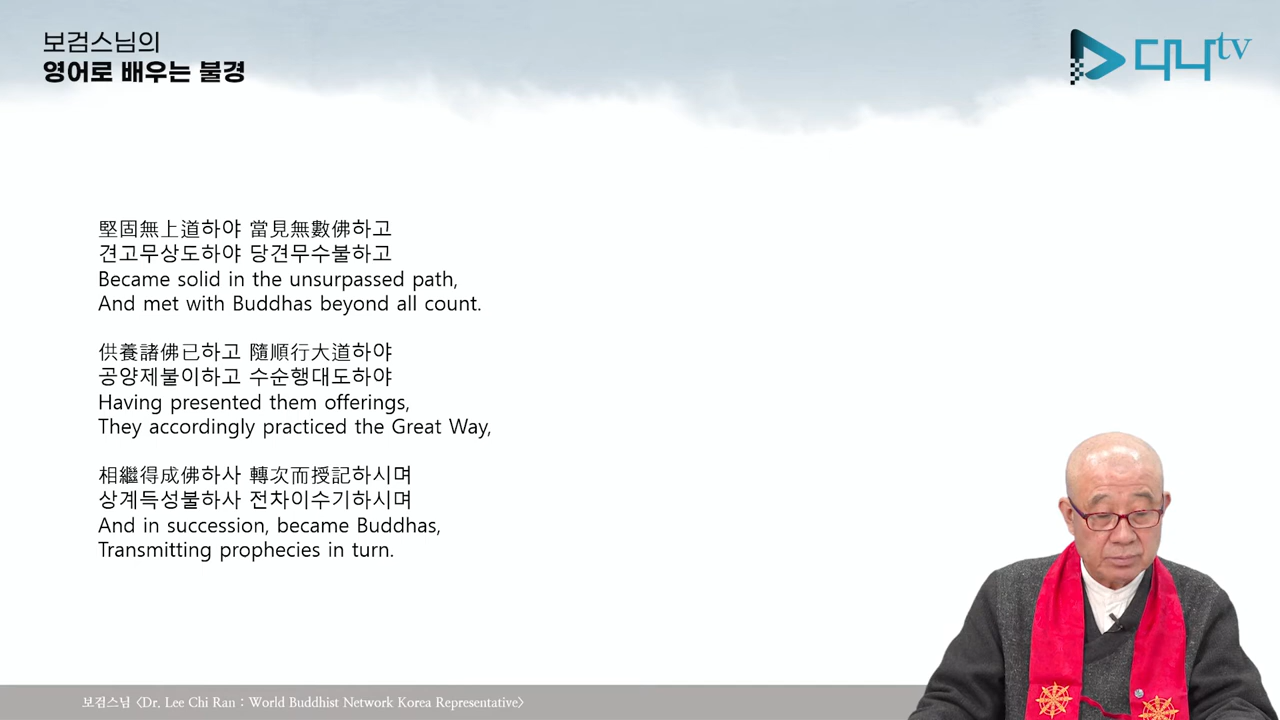 보검스님의
영어로 배우는 불경
다나tv
堅固無上道하야 當見無數佛하고
견고무상도하야 당견무수불하고
Became solid in the unsurpassed path,
And met with Buddhas beyond all count.
供養諸佛已하고 隨順行大道하야
공양제불이하고 수순행대도하야
Having presented them offerings,
They accordingly practiced the Great Way,
相繼得成佛하사 轉次而授記하시며
상계득성불하사 전차이수기하시며
And in succession, became Buddhas,
Transmitting prophecies in turn.
보검스님 <Dr. Lee Chi Ran : World Buddhist Network Korea Representative>